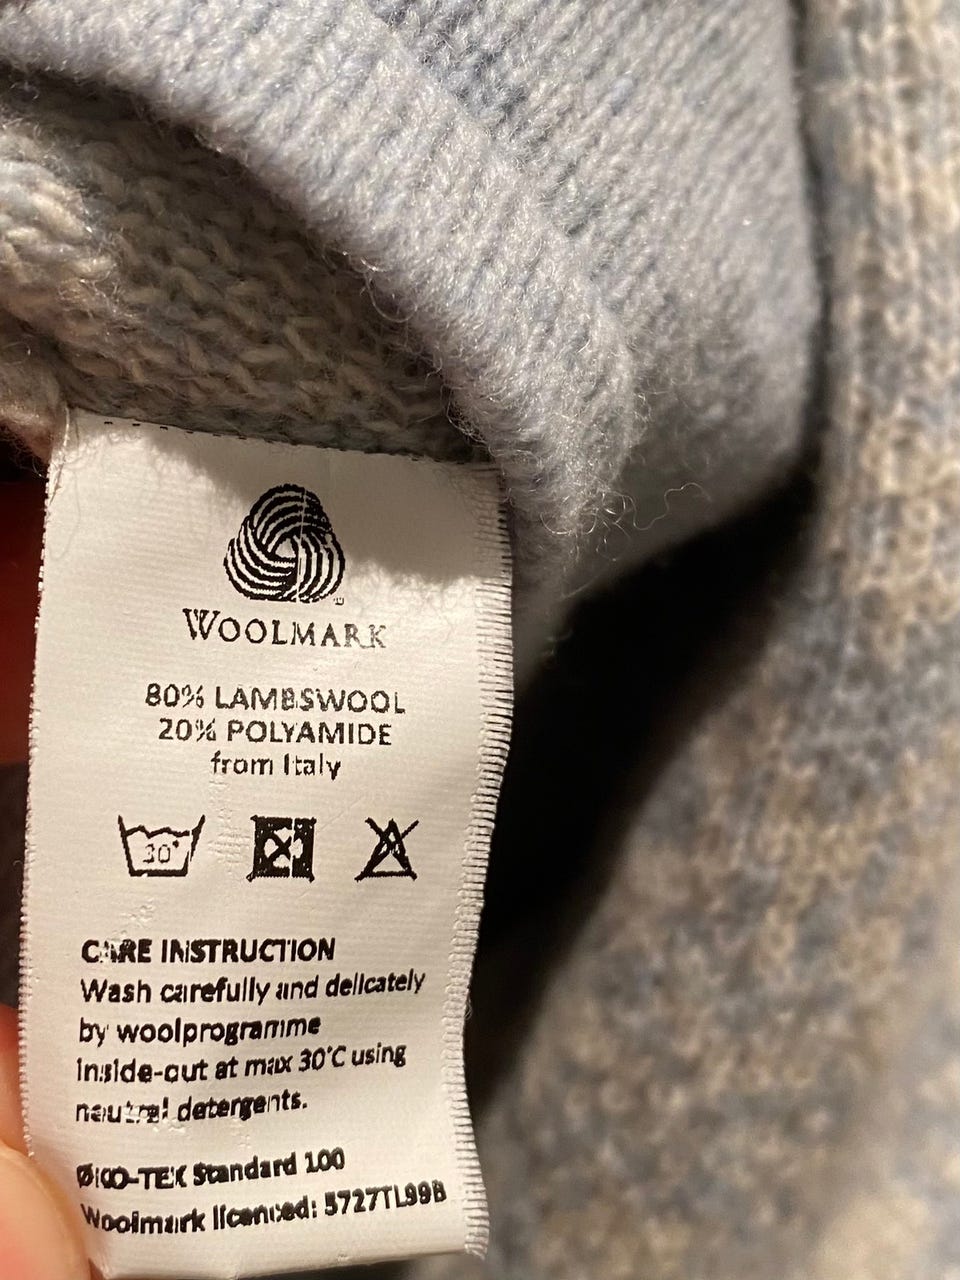 WOOLMARK
80% LAMBSWOOL
20% POLYAMIDE
from Italy
30°
CARE INSTRUCTION
Wash carefully and delicately
by woolprogramme
inside-out at max 30°C using
neutral detergents.
ØKO-TEX Standard 100
Woolmark licenced: 5727TL99B